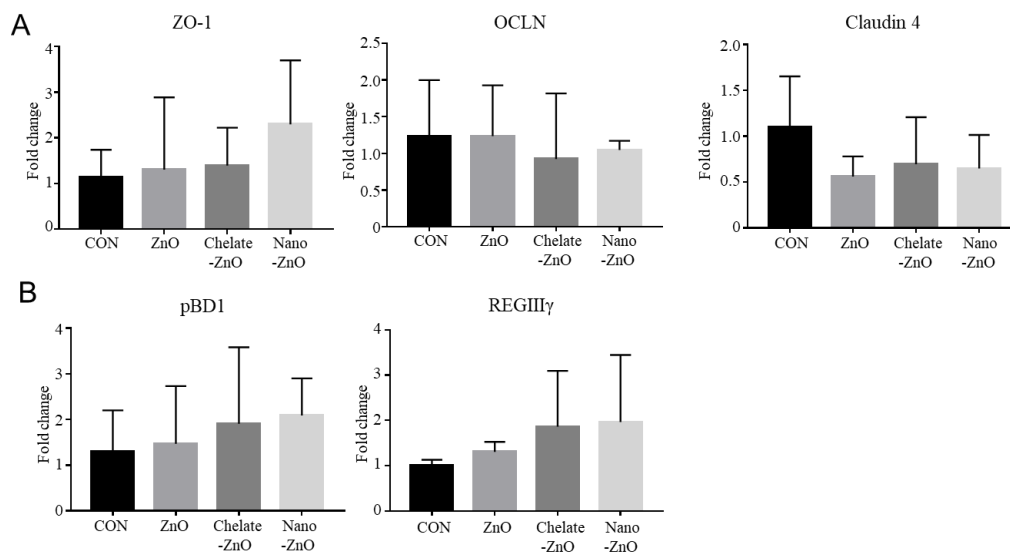 A
ZO-1
Fold change
4
3
2
1
0
CON
ZnO
Chelate
-ZnO
Nano
-ZnO
OCLN
Fold change
2.5
2.0
1.5
1.0
0.5
0
CON
ZnO
Chelate
-ZnO
Nano
-ZnO
Claudin 4
Fold change
2.0
1.5
1.0
0.5
0
CON
ZnO
Chelate
-ZnO
Nano
-ZnO
B
pBD1
Fold change
4
3
2
1
0
CON
ZnO
Chelate
-ZnO
Nano
-ZnO
REGIIIγ
Fold change
4
3
2
1
0
CON
ZnO
Chelate
-ZnO
Nano
-ZnO